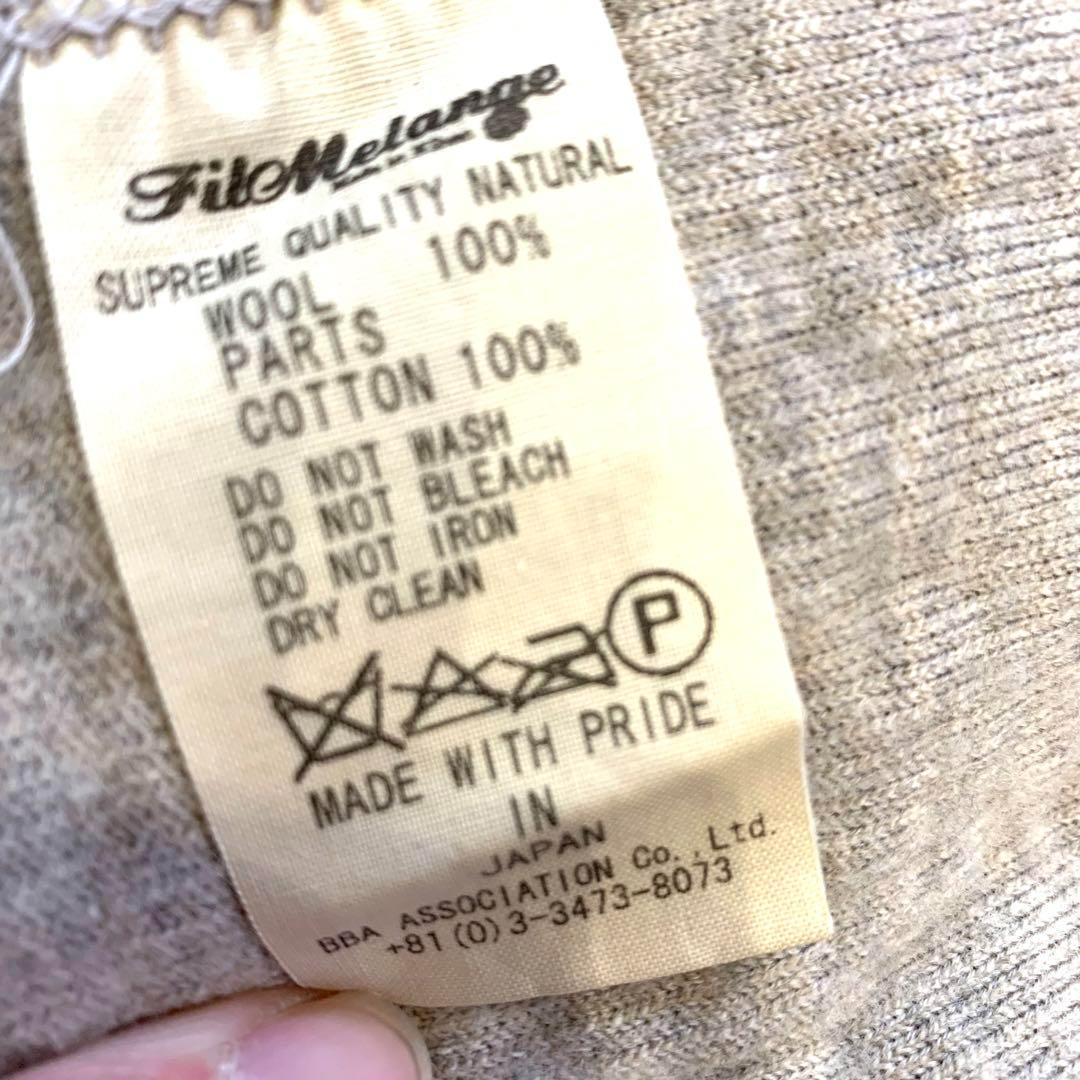 FilMelange
SUPREME QUALITY NATURAL
WOOL 100%
PARTS
COTTON 100%
DO NOT WASH
DO NOT BLEACH
DO NOT IRON
DRY CLEAN
P
MADE WITH PRIDE
IN
JAPAN
BBA ASSOCIATION Co.,Ltd.
+81(0)3-3473-8073